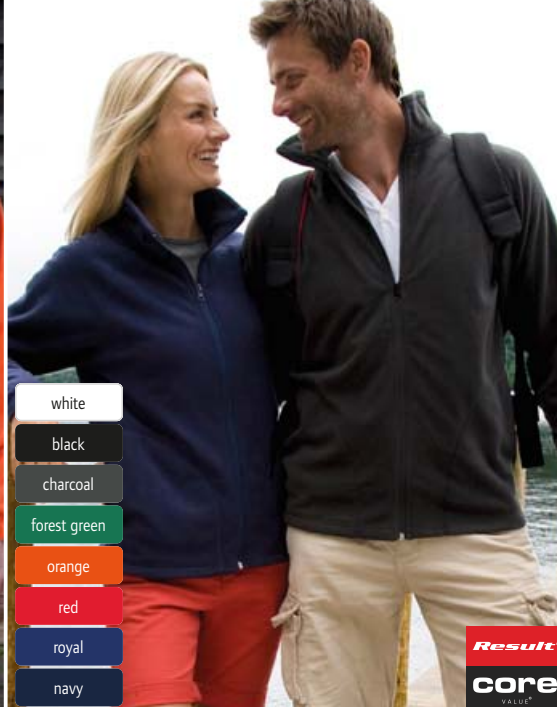 white
black
charcoal
forest green
orange
red
royal
navy
Result
core
VALUE®